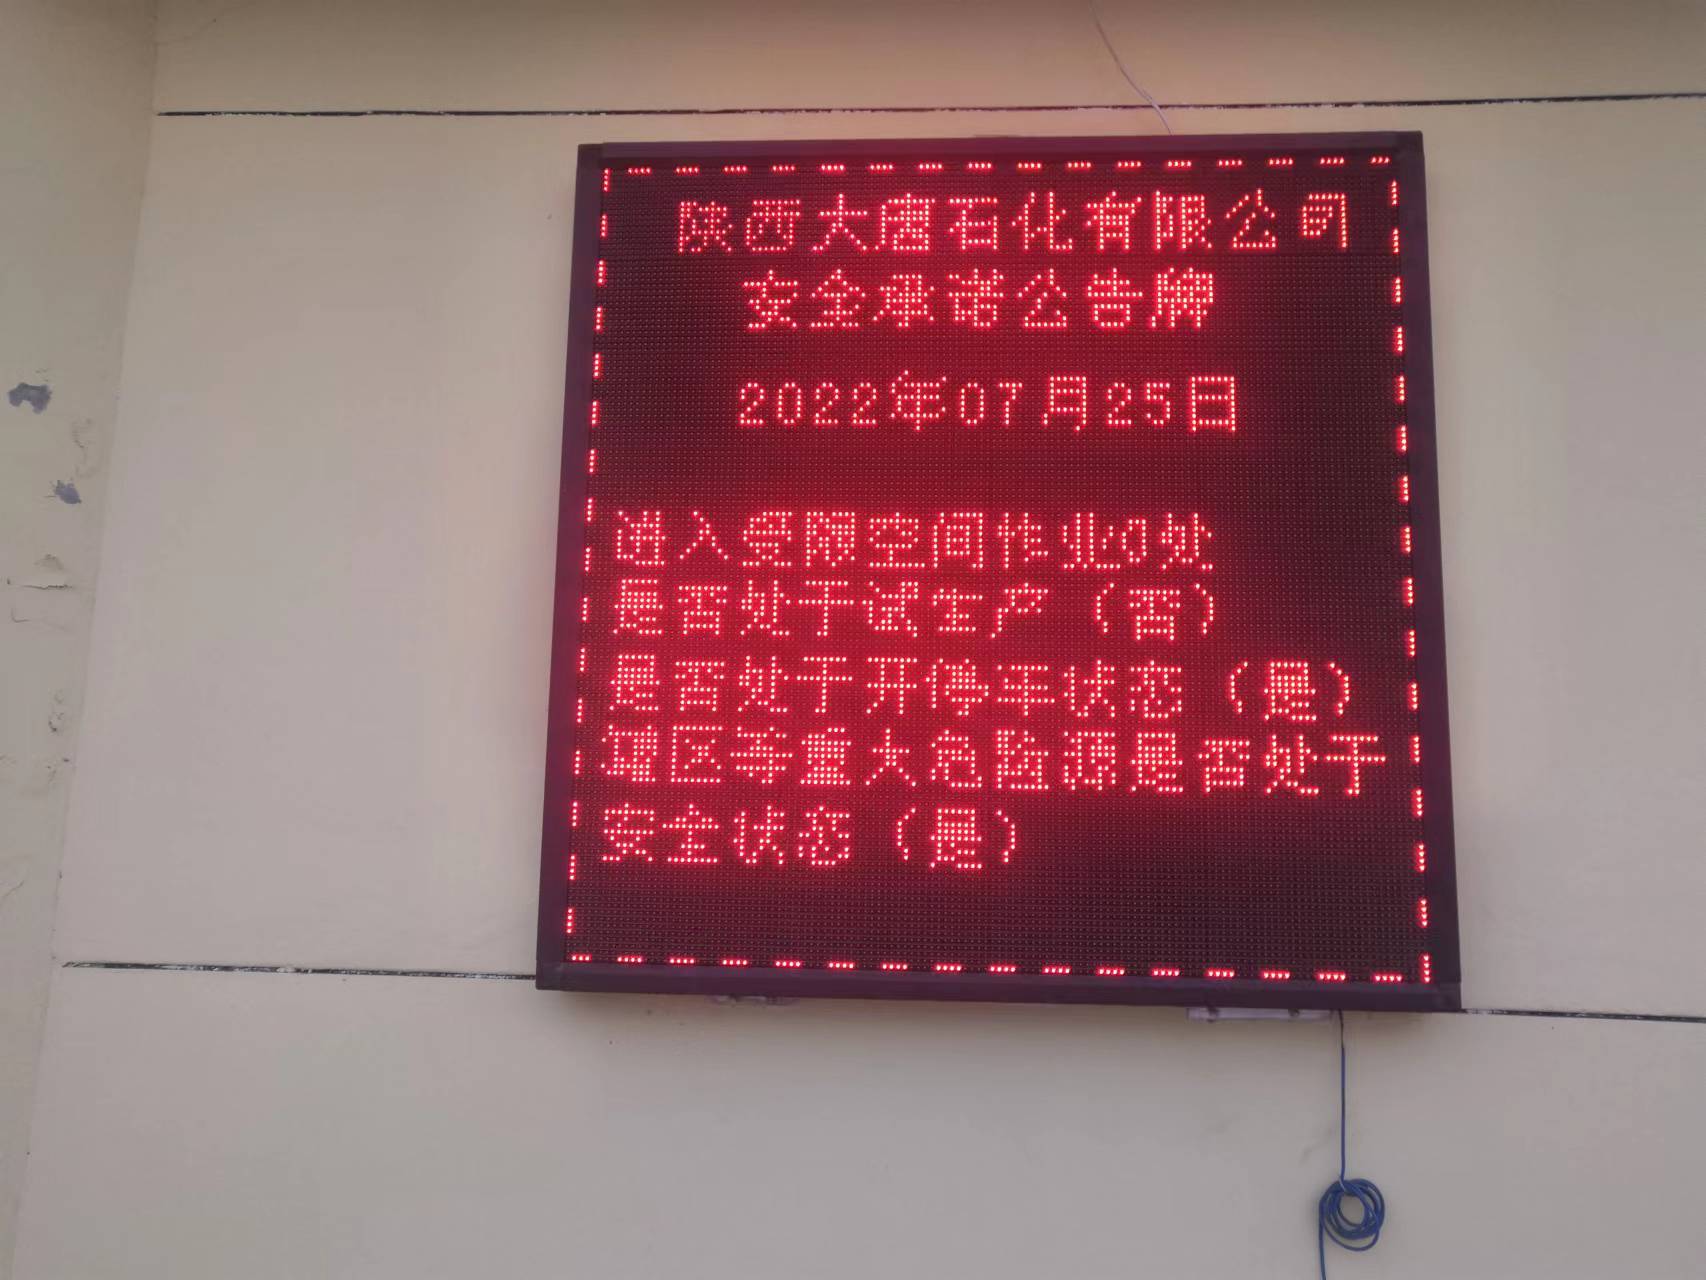 陕西大唐石化有限公司
安全承诺公告牌
2022年07月25日
进入受限空间作业0处
是否处于试生产（否）
是否处于开停车状态（是）
罐区等重大危险源是否处于
安全状态（是）